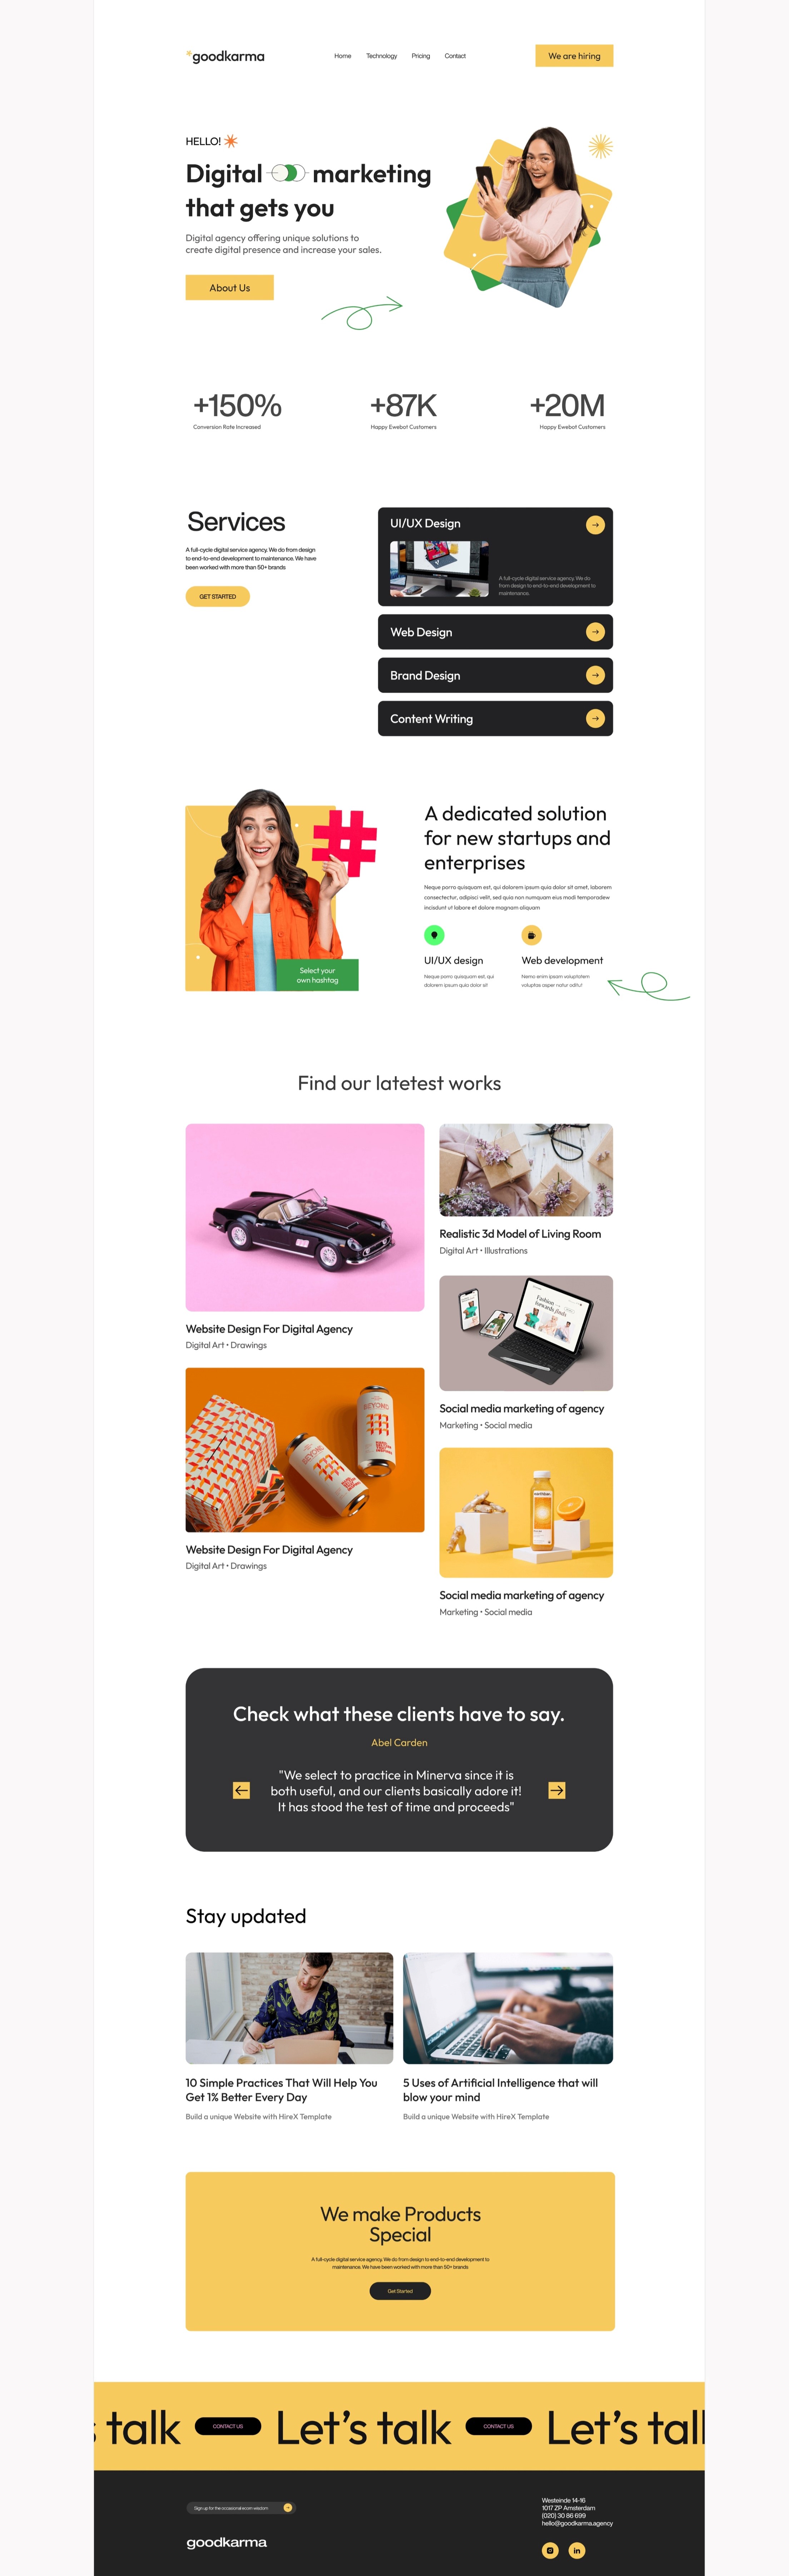 goodkarma
Home Technology Pricing Contact
We are hiring
HELLO!
Digital marketing
that gets you
Digital agency offering unique solutions to
create digital presence and increase your sales.
About Us
+150%
Conversion Rate Increased
+87K
Happy Ewebot Customers
+20M
Happy Ewebot Customers
Services
A full-cycle digital service agency. We do from design
to end-to-end development to maintenance. We have
been worked with more than 50+ brands
GET STARTED
UI/UX Design
A full-cycle digital service agency. We do
from design to end-to-end development to
maintenance.
Web Design
Brand Design
Content Writing
#
Select your
own hashtag
A dedicated solution
for new startups and
enterprises
Neque porro quisquam est, qui dolorem ipsum quia dolor sit amet, laborem
consectetur, adipisci velit, sed quia non numquam eius modi temporadew
incisdunt ut labore et dolore magnam aliquam
UI/UX design
Neque porro quisquam est, qui
dolorem ipsum quia dolor sit
Web development
Nemo enim ipsam voluptatem
voluptas asper natur oditut
Find our latetest works
Website Design For Digital Agency
Digital Art • Drawings
BEYOND
BEYOND
Website Design For Digital Agency
Digital Art • Drawings
Realistic 3d Model of Living Room
Digital Art • Illustrations
Fashion
towards finds
Social media marketing of agency
Marketing • Social media
Social media marketing of agency
Marketing • Social media
Check what these clients have to say.
Abel Carden
"We select to practice in Minerva since it is
both useful, and our clients basically adore it!
It has stood the test of time and proceeds"
Stay updated
10 Simple Practices That Will Help You
Get 1% Better Every Day
Build a unique Website with HireX Template
5 Uses of Artificial Intelligence that will
blow your mind
Build a unique Website with HireX Template
We make Products
Special
A full-cycle digital service agency. We do from design to end-to-end development to
maintenance. We have been worked with more than 50+ brands
Get Started
s talk CONTACT US Let's talk CONTACT US Let's tal
Sign up for the occasional ecom wisdom
goodkarma
Westeinde 14-16
1017 ZP Amsterdam
(020) 30 86 699
hello@goodkarma.agency
in